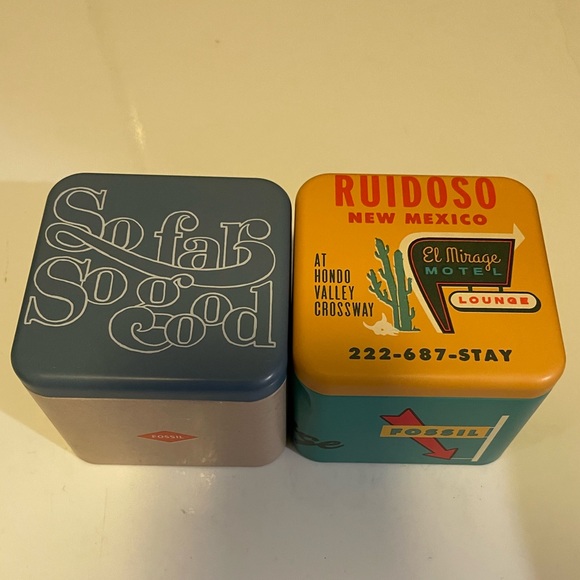 So far
So good
FOSSIL
RUIDOSO
NEW MEXICO
AT
HONDO
VALLEY
CROSSWAY
El Mirage
MOTEL
LOUNGE
222-687-STAY
FOSSIL